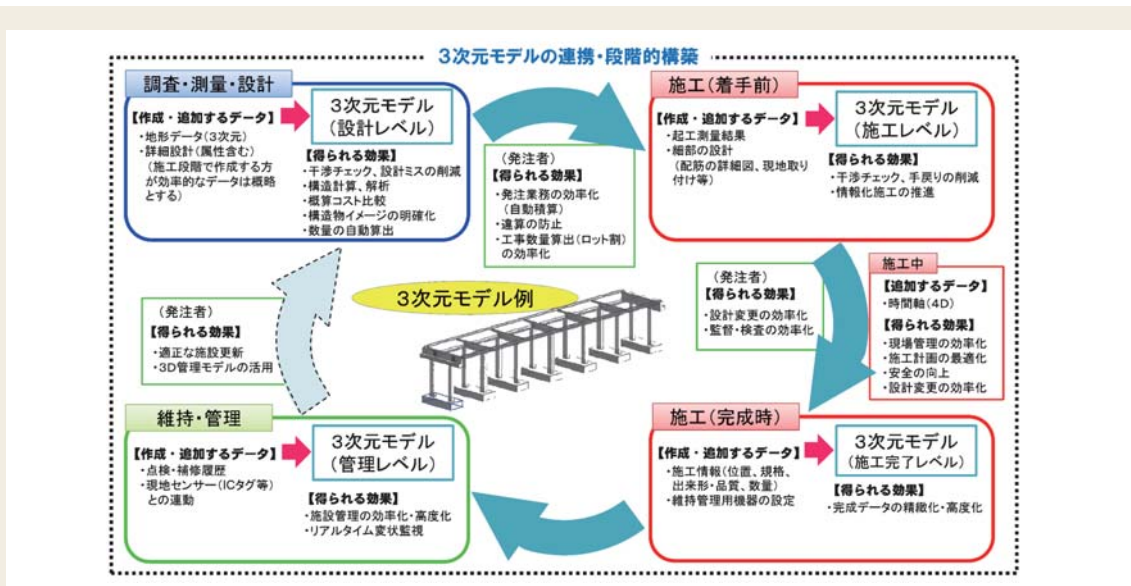 3次元モデルの連携・段階的構築
調査・測量・設計
【作成・追加するデータ】
・地形データ(3次元)
・詳細設計(属性含む)
(施工段階で作成する方
が効率的なデータは概略
とする)
3次元モデル
(設計レベル)
【得られる効果】
・干渉チェック、設計ミスの削減
・構造計算、解析
・概算コスト比較
・構造物イメージの明確化
・数量の自動算出
(発注者)
【得られる効果】
・発注業務の効率化
(自動積算)
・違算の防止
・工事数量算出(ロット割)
の効率化
施工(着手前)
【作成・追加するデータ】
・起工測量結果
・細部の設計
(配筋の詳細図、現地取り
付け等)
3次元モデル
(施工レベル)
【得られる効果】
・干渉チェック、手戻りの削減
・情報化施工の推進
(発注者)
【得られる効果】
・設計変更の効率化
・監督・検査の効率化
施工中
【追加するデータ】
・時間軸(4D)
【得られる効果】
・現場管理の効率化
・施工計画の最適化
・安全の向上
・設計変更の効率化
3次元モデル例
(発注者)
【得られる効果】
・適正な施設更新
・3D管理モデルの活用
維持・管理
【作成・追加するデータ】
・点検・補修履歴
・現地センサー(ICタグ等)
との連動
3次元モデル
(管理レベル)
【得られる効果】
・施設管理の効率化・高度化
・リアルタイム変状監視
施工(完成時)
【作成・追加するデータ】
・施工情報(位置、規格、
出来形・品質、数量)
・維持管理用機器の設定
3次元モデル
(施工完了レベル)
【得られる効果】
・完成データの精緻化・高度化